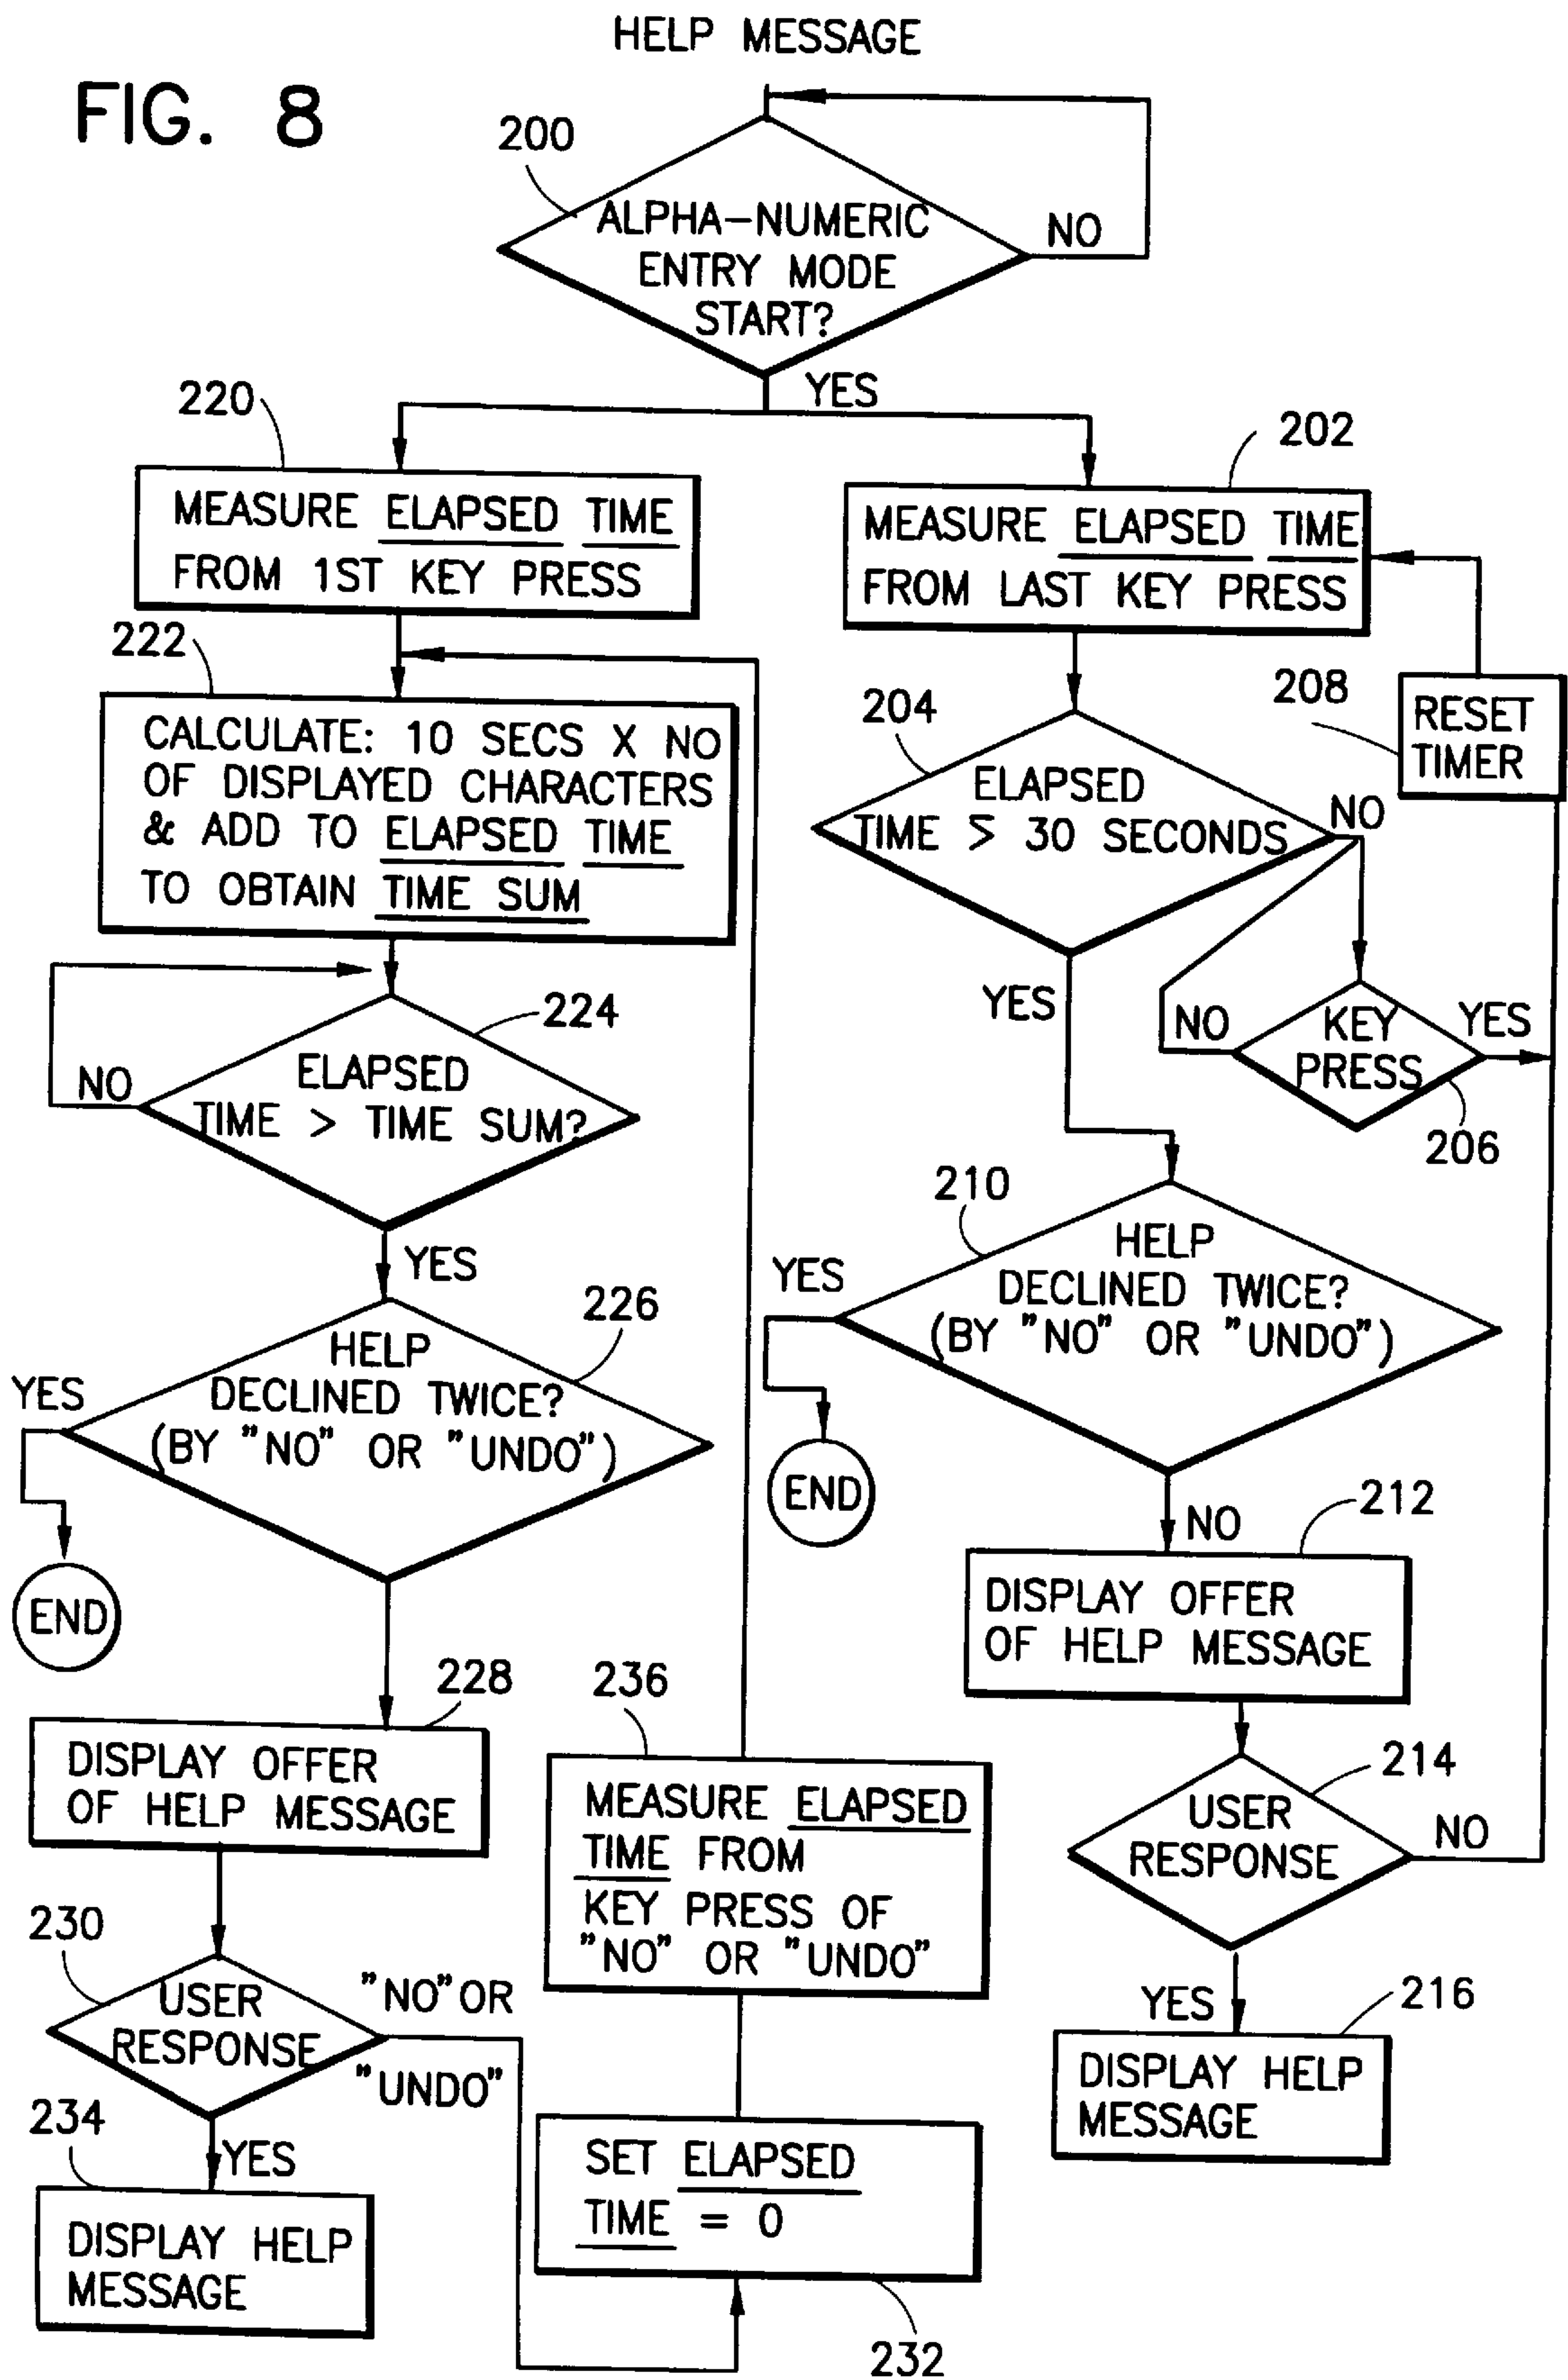 HELP MESSAGE
FIG. 8
200
ALPHA-NUMERIC
ENTRY MODE
START?
NO
YES
220
MEASURE ELAPSED TIME
FROM 1ST KEY PRESS
222
CALCULATE: 10 SECS X NO
OF DISPLAYED CHARACTERS
& ADD TO ELAPSED TIME
TO OBTAIN TIME SUM
224
ELAPSED
TIME > TIME SUM?
NO
YES
226
HELP
DECLINED TWICE?
(BY "NO" OR "UNDO")
YES
END
228
DISPLAY OFFER
OF HELP MESSAGE
230
USER
RESPONSE
"NO" OR
"UNDO"
YES
234
DISPLAY HELP
MESSAGE
236
MEASURE ELAPSED
TIME FROM
KEY PRESS OF
"NO" OR "UNDO"
SET ELAPSED
TIME = 0
232
202
MEASURE ELAPSED TIME
FROM LAST KEY PRESS
208
RESET
TIMER
204
ELAPSED
TIME ≥ 30 SECONDS
NO
YES
KEY
PRESS
NO
YES
206
210
HELP
DECLINED TWICE?
(BY "NO" OR "UNDO")
YES
END
NO
212
DISPLAY OFFER
OF HELP MESSAGE
214
USER
RESPONSE
NO
YES
216
DISPLAY HELP
MESSAGE